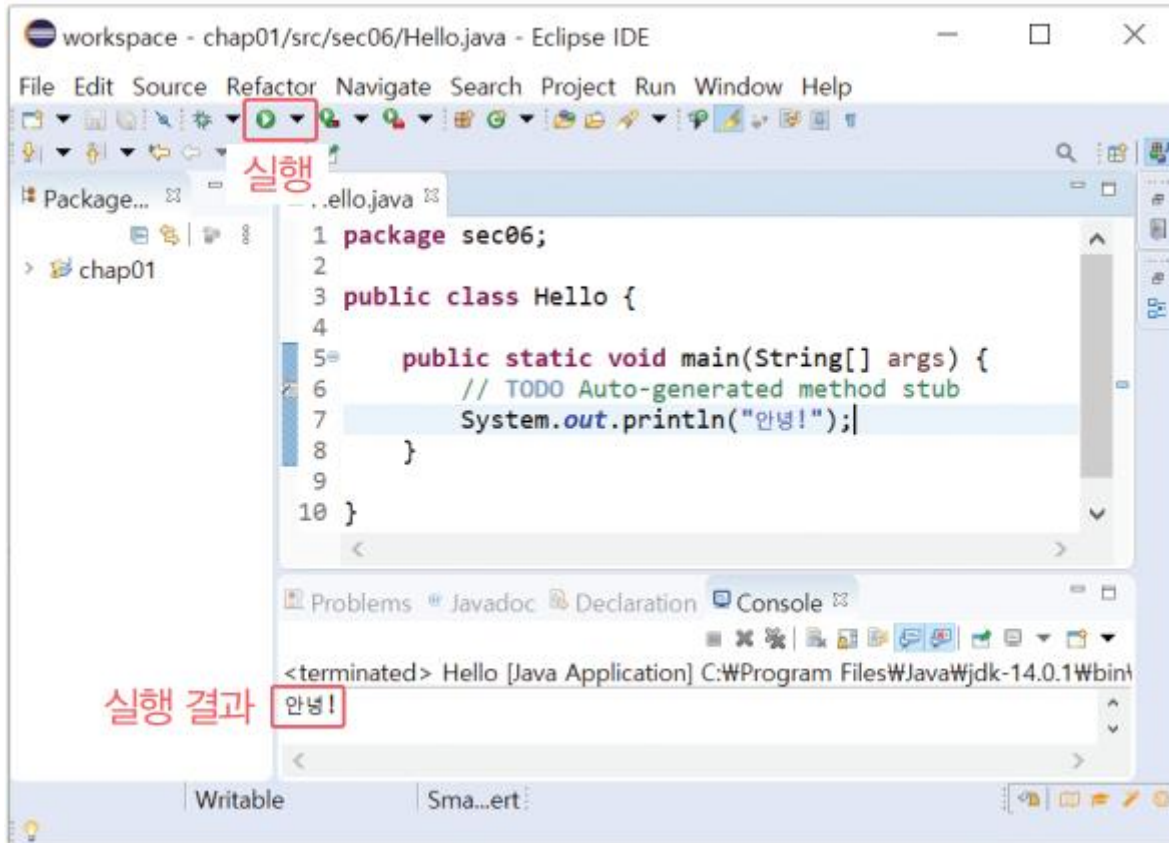 workspace - chap01/src/sec06/Hello.java - Eclipse IDE
File Edit Source Refactor Navigate Search Project Run Window Help
실행
Package...
ello.java
chap01
1 package sec06;
2
3 public class Hello {
4
5 public static void main(String[] args) {
6 // TODO Auto-generated method stub
7 System.out.println("안녕!");
8 }
9
10 }
Problems Javadoc Declaration Console
<terminated> Hello [Java Application] C:₩Program Files₩Java₩jdk-14.0.1₩bin
실행 결과 안녕!
Writable Sma...ert